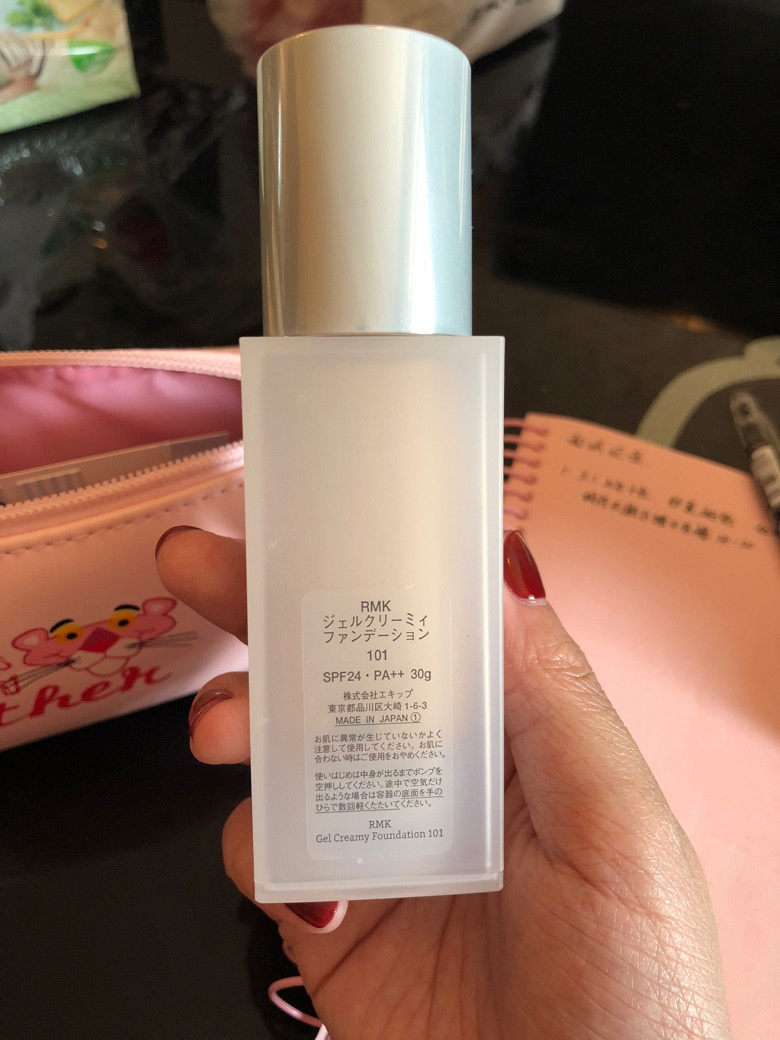 RMK
ジェルクリーミィ
ファンデーション
101
SPF24・PA++ 30g
株式会社エキップ
東京都品川区大崎1-6-3
MADE IN JAPAN ①
お肌に異常が生じていないかよく
注意して使用してください。お肌に
合わない時はご使用をおやめください。
使いはじめは中身が出るまでポンプを
空押ししてください。途中で空気だけ
出るような場合は容器の底面を手の
ひらで数回軽くたたいてください。
RMK
Gel Creamy Foundation 101
ther